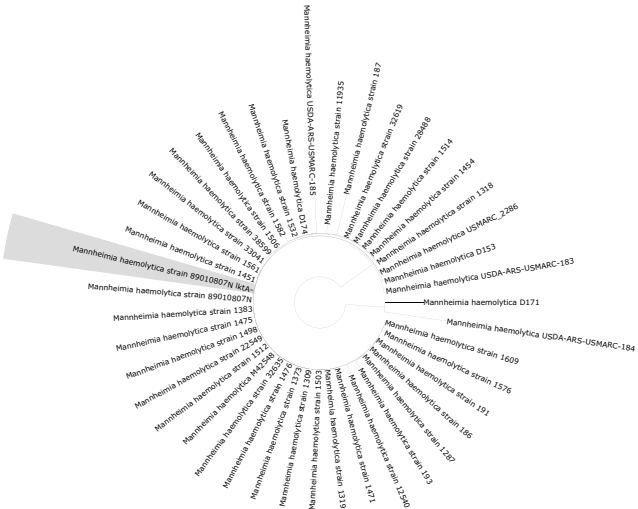 Mannheimia haemolytica USDA-ARS-USMARC-185
Mannheimia haemolytica strain 11935
Mannheimia haemolytica strain 187
Mannheimia haemolytica strain 32619
Mannheimia haemolytica strain 28488
Mannheimia haemolytica strain 1514
Mannheimia haemolytica strain 1454
Mannheimia haemolytica strain 1318
Mannheimia haemolytica USMARC_2286
Mannheimia haemolytica D153
Mannheimia haemolytica USDA-ARS-USMARC-183
Mannheimia haemolytica D171
Mannheimia haemolytica USDA-ARS-USMARC-184
Mannheimia haemolytica strain 1609
Mannheimia haemolytica strain 1576
Mannheimia haemolytica strain 191
Mannheimia haemolytica strain 186
Mannheimia haemolytica strain 1287
Mannheimia haemolytica strain 193
Mannheimia haemolytica strain 12540
Mannheimia haemolytica strain 1471
Mannheimia haemolytica strain 1319
Mannheimia haemolytica strain 1503
Mannheimia haemolytica strain 1309
Mannheimia haemolytica strain 1373
Mannheimia haemolytica strain 1476
Mannheimia haemolytica strain 32635
Mannheimia haemolytica M42548
Mannheimia haemolytica strain 1512
Mannheimia haemolytica strain 22549
Mannheimia haemolytica strain 1498
Mannheimia haemolytica strain 1475
Mannheimia haemolytica strain 1383
Mannheimia haemolytica strain 89010807N
Mannheimia haemolytica strain 89010807N lktA-
Mannheimia haemolytica strain 1451
Mannheimia haemolytica strain 1561
Mannheimia haemolytica strain 33041
Mannheimia haemolytica strain 38599
Mannheimia haemolytica strain 1506
Mannheimia haemolytica strain 1582
Mannheimia haemolytica strain 1532
Mannheimia haemolytica D174